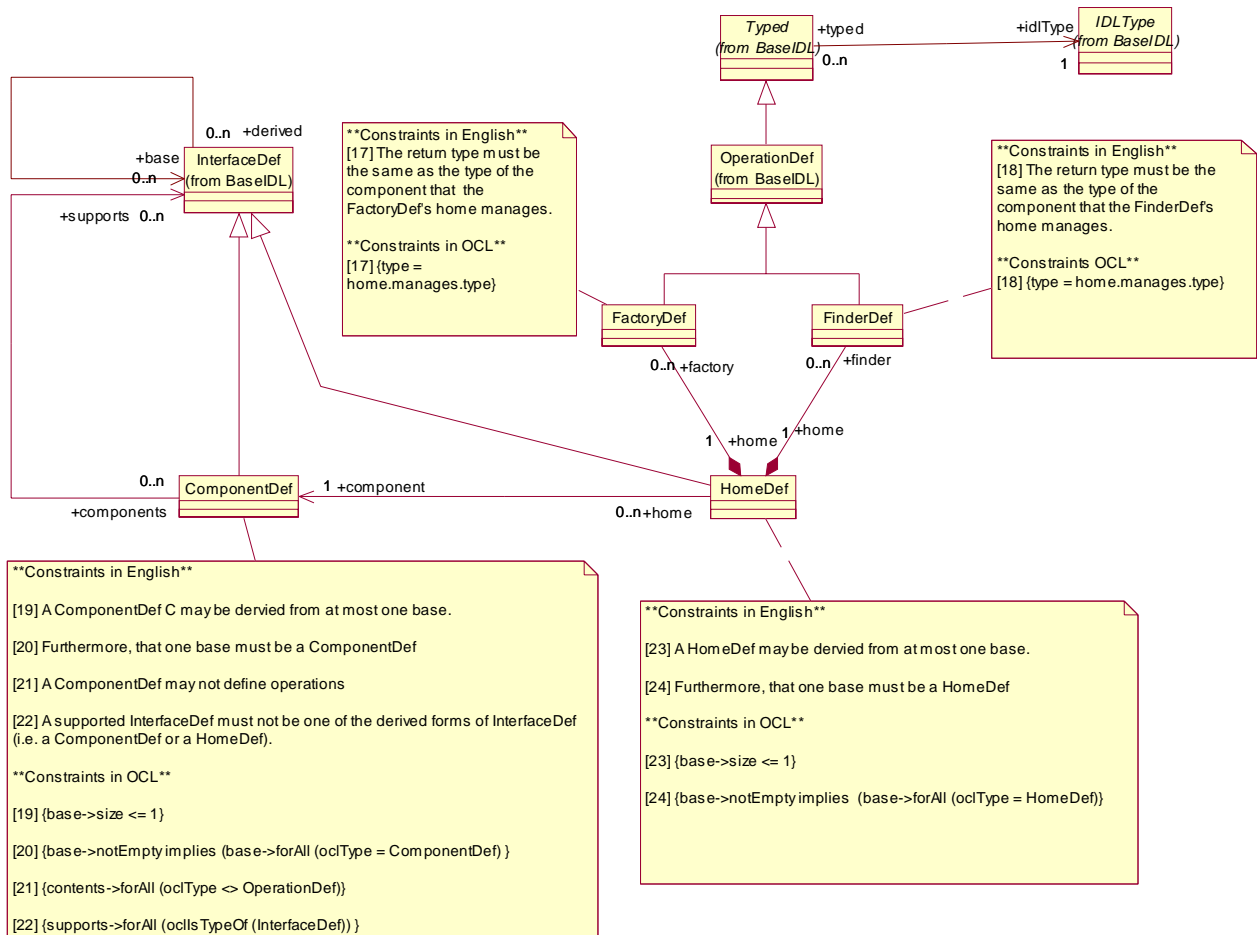 Typed
(from BaseIDL)
+typed
0..n
+idlType
1
IDLType
(from BaseIDL)
0..n +derived
+base
0..n
InterfaceDef
(from BaseIDL)
+supports 0..n
**Constraints in English**
[17] The return type must be
the same as the type of the
component that the
FactoryDef's home manages.
**Constraints in OCL**
[17] {type =
home.manages.type}
OperationDef
(from BaseIDL)
**Constraints in English**
[18] The return type must be the
same as the type of the
component that the FinderDef's
home manages.
**Constraints OCL**
[18] {type = home.manages.type}
FactoryDef
FinderDef
0..n +factory
0..n +finder
1 +home
1 +home
0..n
+components
ComponentDef
1 +component
0..n +home
HomeDef
**Constraints in English**
[19] A ComponentDef C may be dervied from at most one base.
[20] Furthermore, that one base must be a ComponentDef
[21] A ComponentDef may not define operations
[22] A supported InterfaceDef must not be one of the derived forms of InterfaceDef
(i.e. a ComponentDef or a HomeDef).
**Constraints in OCL**
[19] {base->size <= 1}
[20] {base->notEmpty implies (base->forAll (oclType = ComponentDef) }
[21] {contents->forAll (oclType <> OperationDef)}
[22] {supports->forAll (oclIsTypeOf (InterfaceDef)) }
**Constraints in English**
[23] A HomeDef may be dervied from at most one base.
[24] Furthermore, that one base must be a HomeDef
**Constraints in OCL**
[23] {base->size <= 1}
[24] {base->notEmpty implies (base->forAll (oclType = HomeDef)}